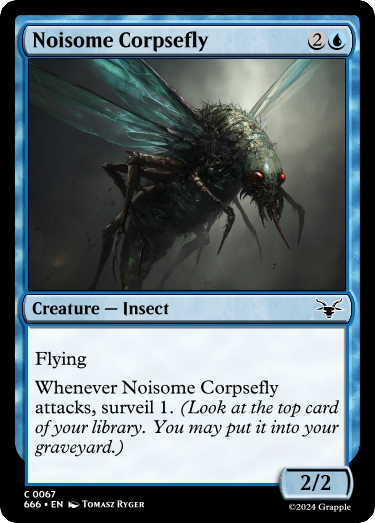 Noisome Corpsefly 2
Creature — Insect
Flying
Whenever Noisome Corpsefly
attacks, surveil 1. (Look at the top card
of your library. You may put it into your
graveyard.)
2/2
C 0067
666 • EN Tomasz Ryger
©2024 Grapple